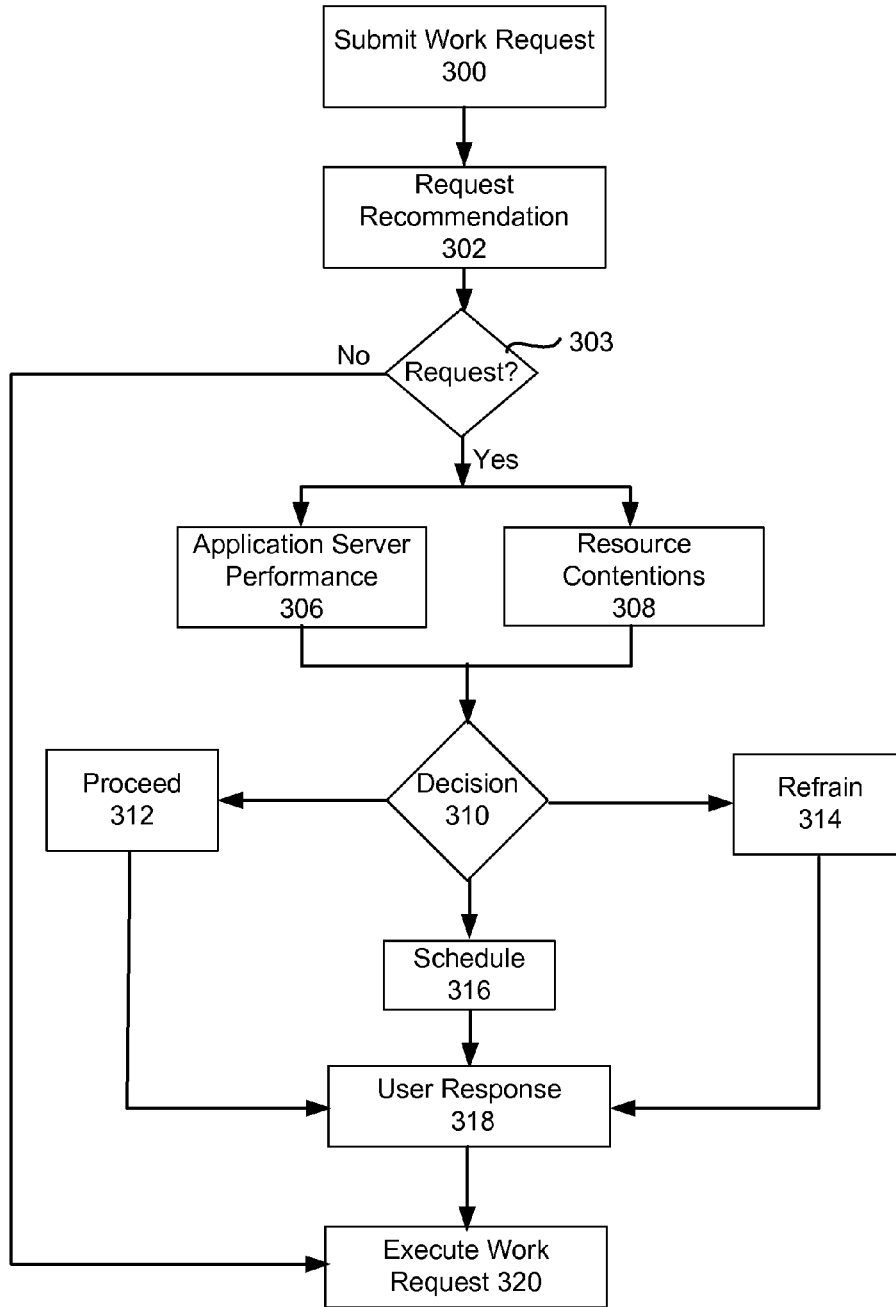 Submit Work Request
300
Request
Recommendation
302
303
No
Request?
Yes
Application Server
Performance
306
Resource
Contentions
308
Proceed
312
Decision
310
Refrain
314
Schedule
316
User Response
318
Execute Work
Request 320